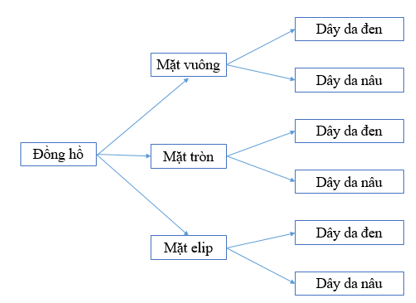 Dây da đen
Mặt vuông
Dây da nâu
Dây da đen
Đồng hồ
Mặt tròn
Dây da nâu
Dây da đen
Mặt elip
Dây da nâu